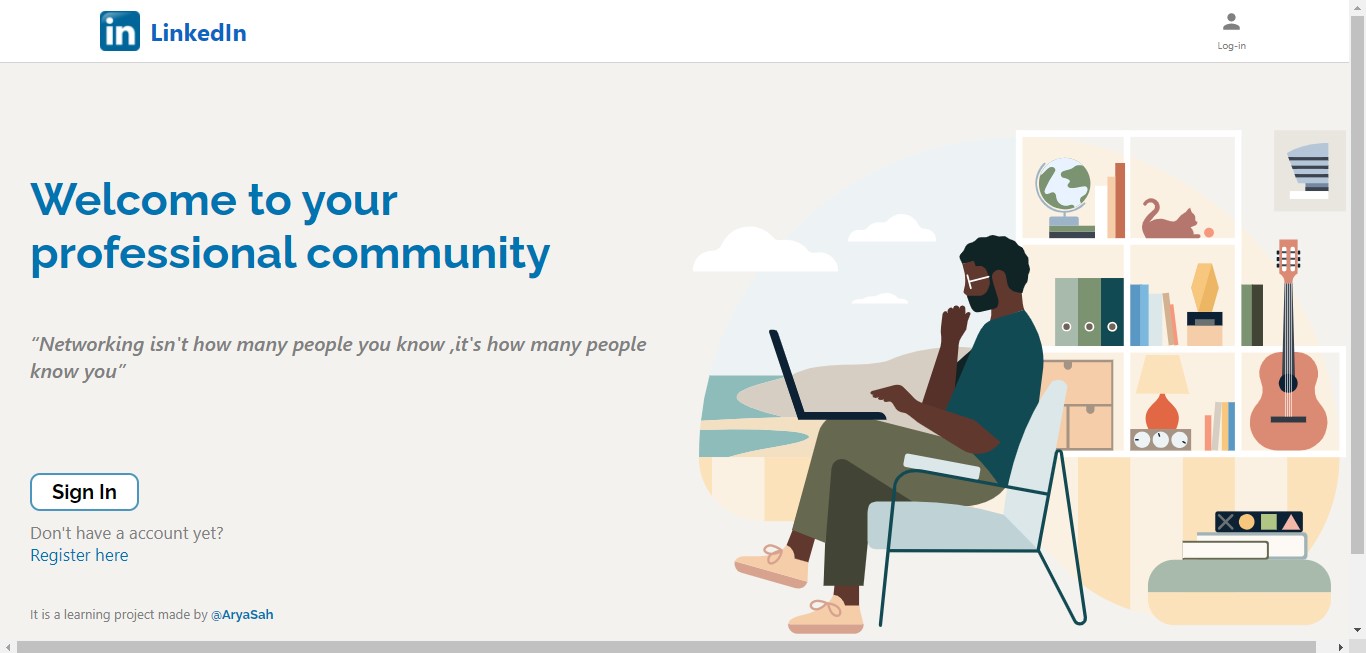 in LinkedIn
Log-in
Welcome to your
professional community
“Networking isn't how many people you know ,it's how many people
know you”
Sign In
Don't have a account yet?
Register here
It is a learning project made by @AryaSah